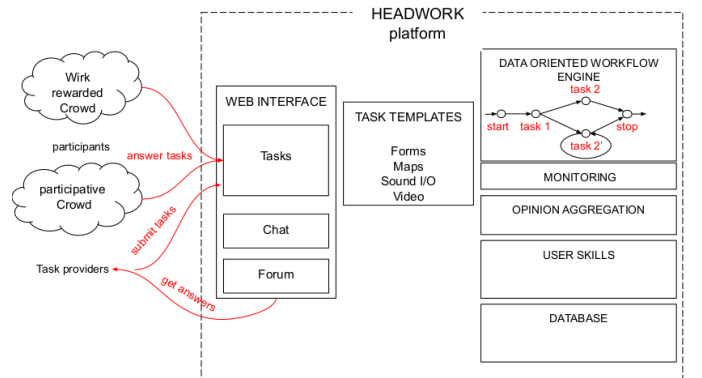 HEADWORK
platform
Wirk
rewarded
Crowd
participants
answer tasks
participative
Crowd
submit tasks
Task providers
get answers
WEB INTERFACE
Tasks
Chat
Forum
TASK TEMPLATES
Forms
Maps
Sound I/O
Video
DATA ORIENTED WORKFLOW
ENGINE
task 2
start
task 1
stop
task 2'
MONITORING
OPINION AGGREGATION
USER SKILLS
DATABASE